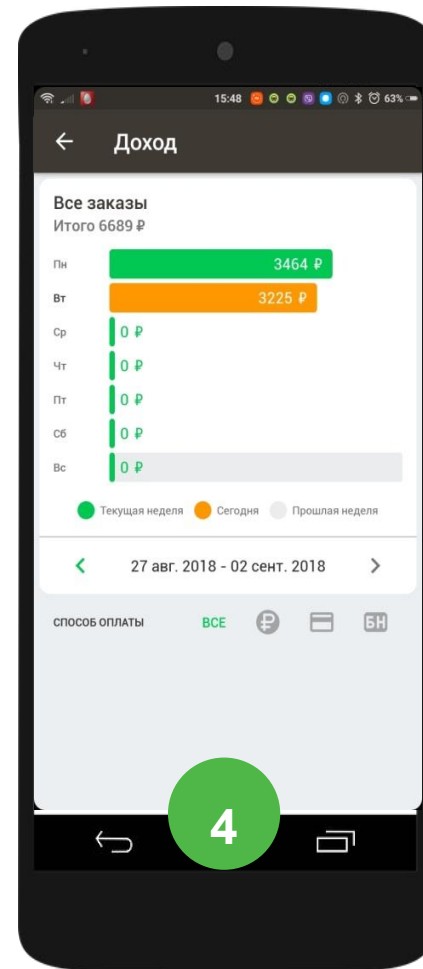 15:48 63%
Доход
Все заказы
Итого 6689 ₽
Пн 3464 ₽
Вт 3225 ₽
Ср 0 ₽
Чт 0 ₽
Пт 0 ₽
Сб 0 ₽
Вс 0 ₽
Текущая неделя Сегодня Прошлая неделя
27 авг. 2018 - 02 сент. 2018
СПОСОБ ОПЛАТЫ ВСЕ ₽ БН
4